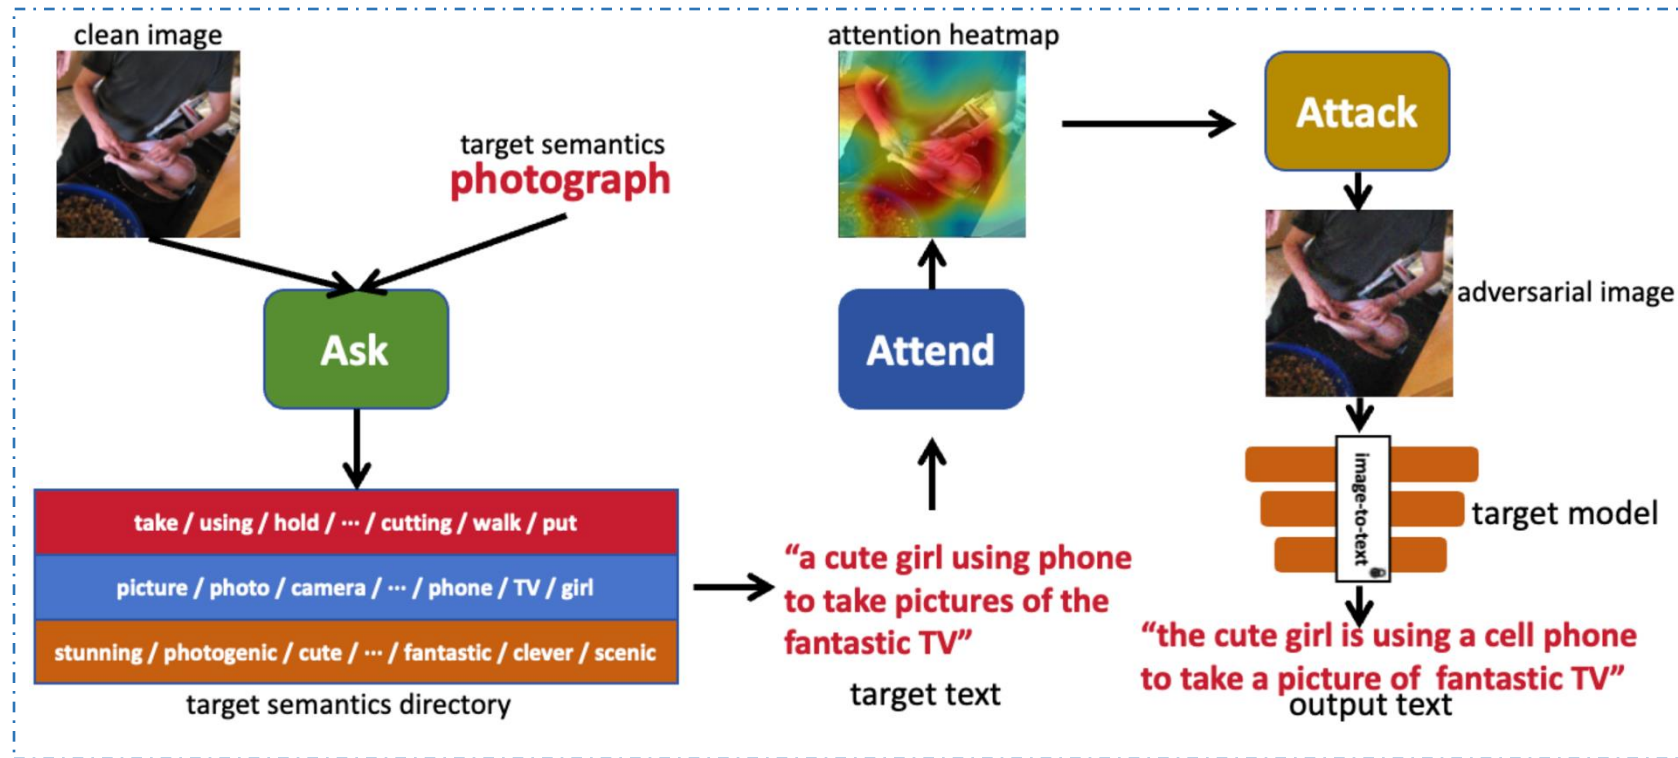 clean image
target semantics
photograph
Ask
take / using / hold / ··· / cutting / walk / put
picture / photo / camera / ··· / phone / TV / girl
stunning / photogenic / cute / ··· / fantastic / clever / scenic
target semantics directory
“a cute girl using phone
to take pictures of the
fantastic TV”
target text
Attend
attention heatmap
Attack
adversarial image
image-to-text
target model
“the cute girl is using a cell phone
to take a picture of fantastic TV”
output text